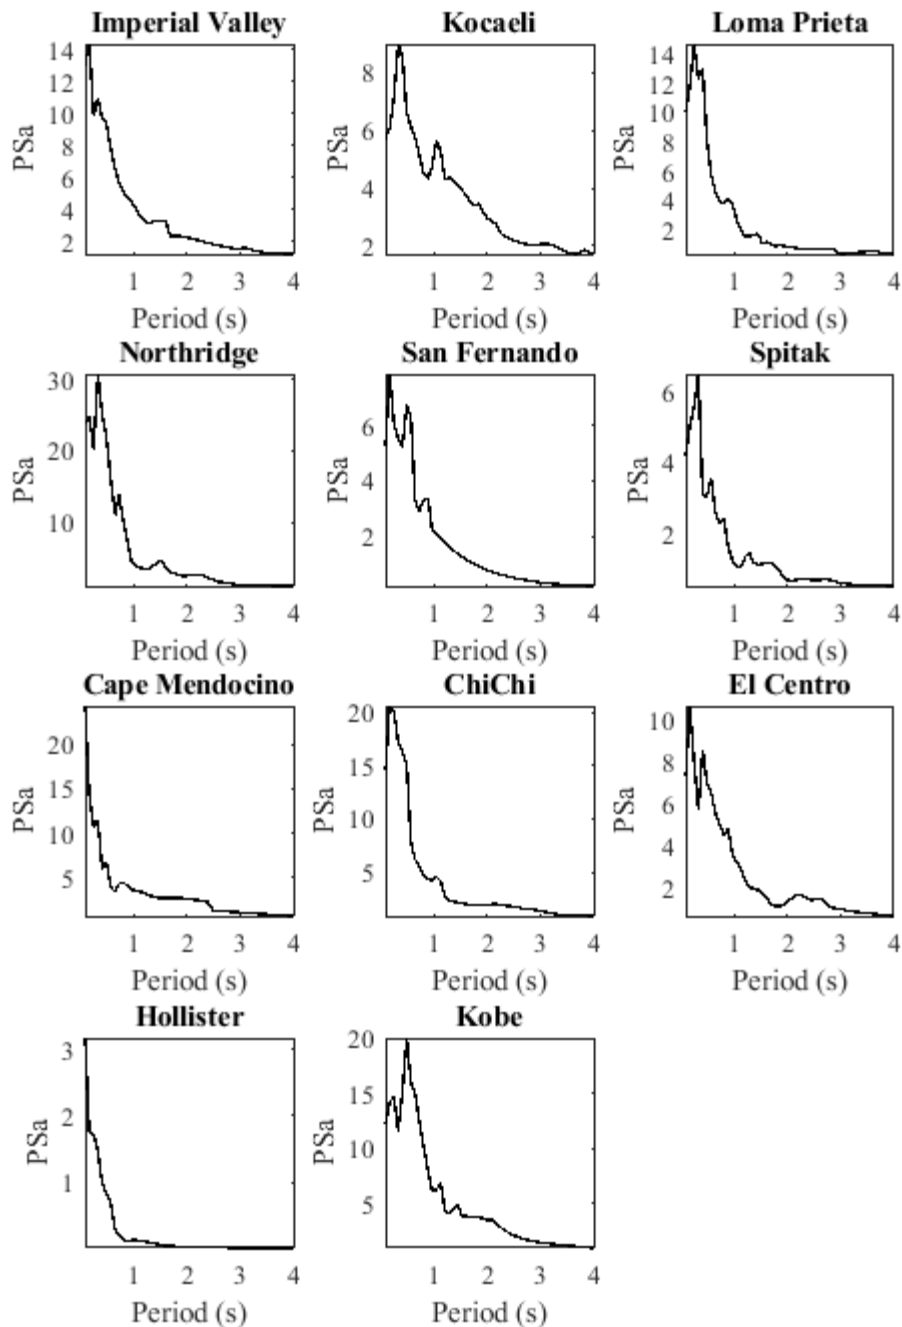 Imperial Valley
14
12
10
8
6
4
2
PSa
1 2 3 4
Period (s)
Kocaeli
8
6
4
2
PSa
1 2 3 4
Period (s)
Loma Prieta
14
12
10
8
6
4
2
PSa
1 2 3 4
Period (s)
Northridge
30
20
10
PSa
1 2 3 4
Period (s)
San Fernando
6
4
2
PSa
1 2 3 4
Period (s)
Spitak
6
4
2
PSa
1 2 3 4
Period (s)
Cape Mendocino
20
15
10
5
PSa
1 2 3 4
Period (s)
ChiChi
20
15
10
5
PSa
1 2 3 4
Period (s)
El Centro
10
8
6
4
2
PSa
1 2 3 4
Period (s)
Hollister
3
2
1
PSa
1 2 3 4
Period (s)
Kobe
20
15
10
5
PSa
1 2 3 4
Period (s)